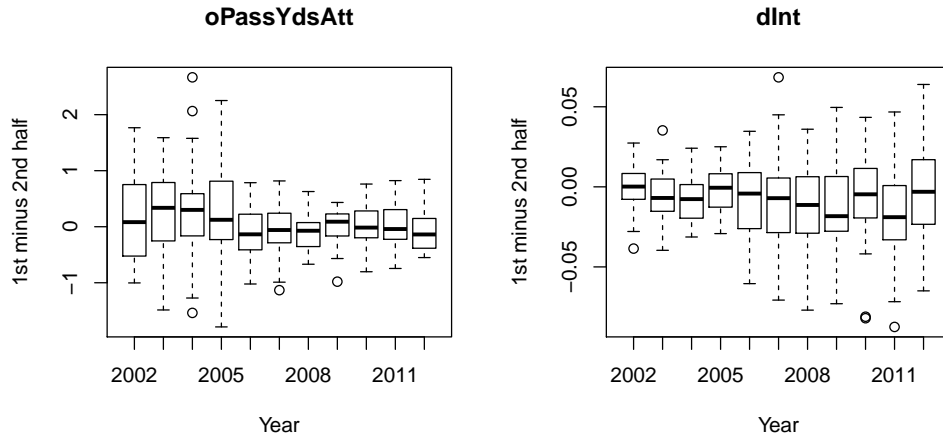 oPassYdsAtt
1st minus 2nd half
2
1
0
−1
2002 2005 2008 2011
Year
dInt
1st minus 2nd half
0.05
0.00
−0.05
2002 2005 2008 2011
Year